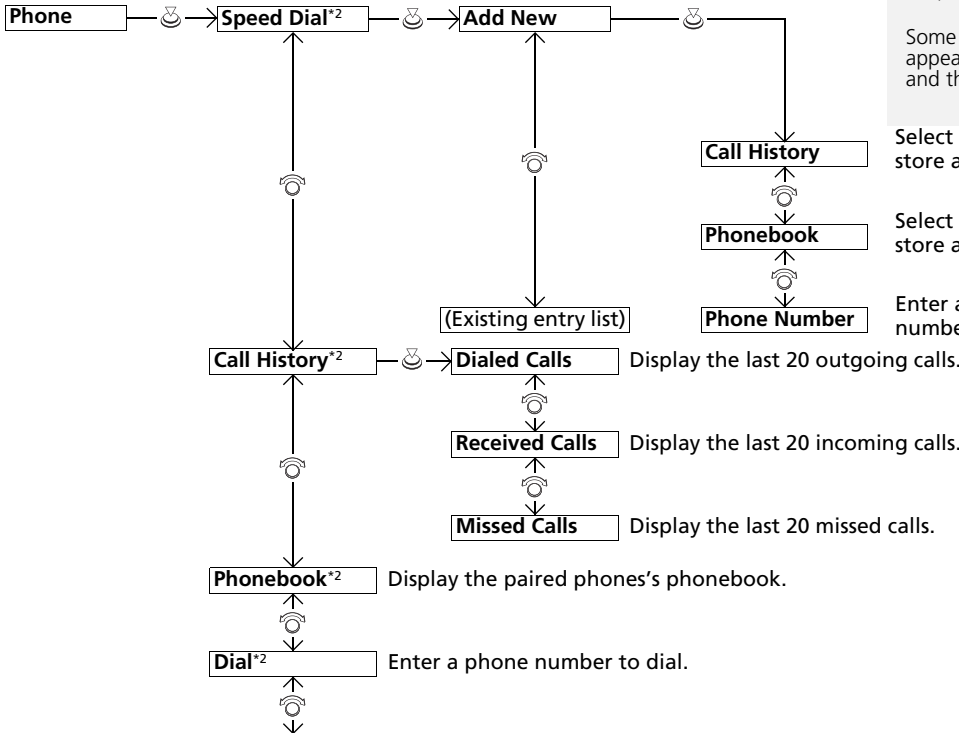 Phone
Speed Dial*2
Add New
Some
and th
Call History
Select
store a
Phonebook
Select
store a
Phone Number
Enter a
numbe
(Existing entry list)
Call History*2
Dialed Calls
Display the last 20 outgoing calls.
Received Calls
Display the last 20 incoming calls.
Missed Calls
Display the last 20 missed calls.
Phonebook*2
Display the paired phones's phonebook.
Dial*2
Enter a phone number to dial.